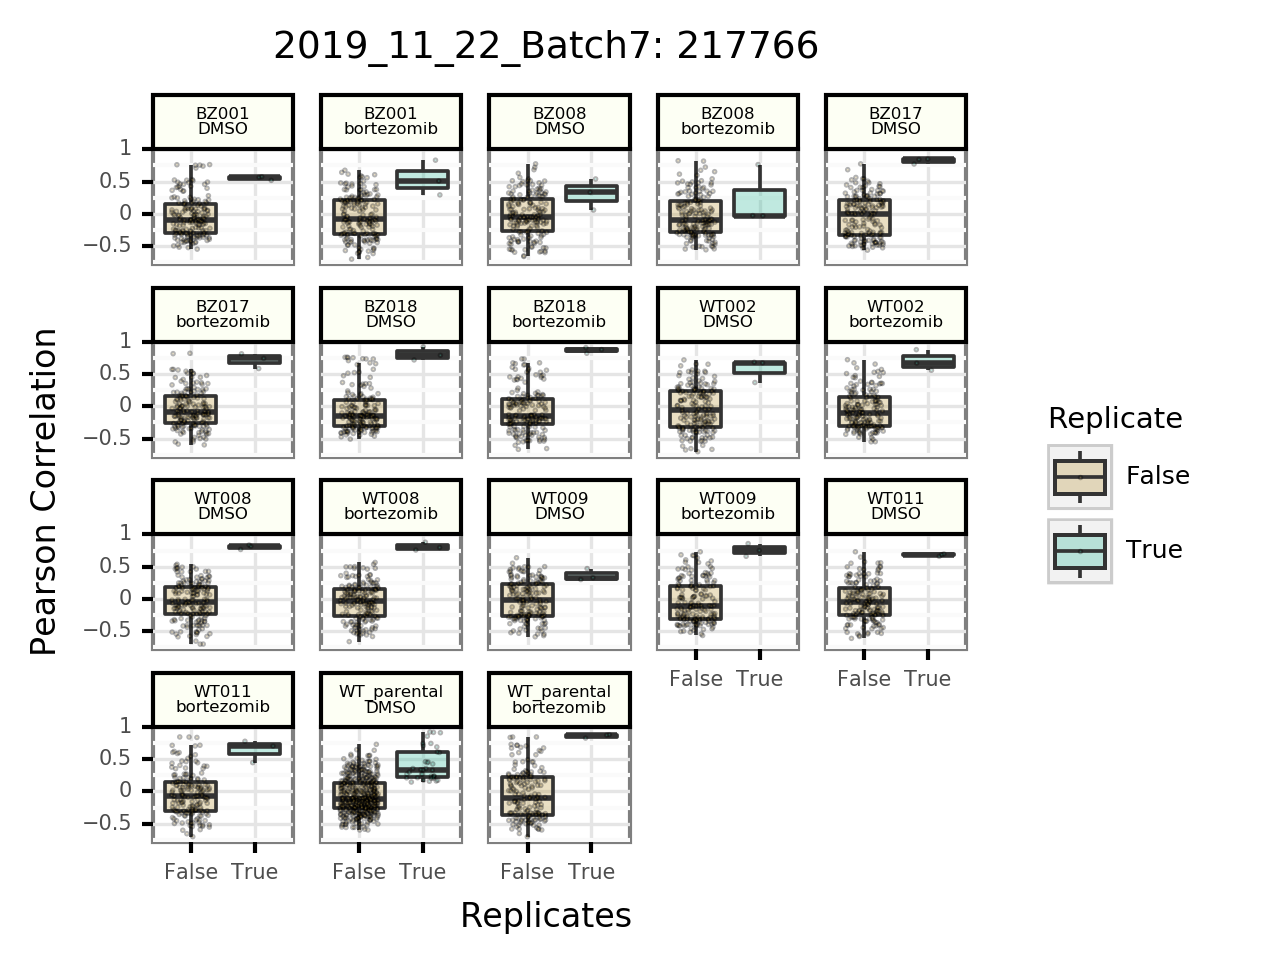 2019_11_22_Batch7: 217766
BZ001
DMSO
BZ001
bortezomib
BZ008
DMSO
BZ008
bortezomib
BZ017
DMSO
1
0.5
0
−0.5
BZ017
bortezomib
BZ018
DMSO
BZ018
bortezomib
WT002
DMSO
WT002
bortezomib
1
0.5
0
−0.5
WT008
DMSO
WT008
bortezomib
WT009
DMSO
WT009
bortezomib
WT011
DMSO
1
0.5
0
−0.5
False True
False True
WT011
bortezomib
WT_parental
DMSO
WT_parental
bortezomib
1
0.5
0
−0.5
False True
False True
False True
Replicates
Pearson Correlation
Replicate
False
True